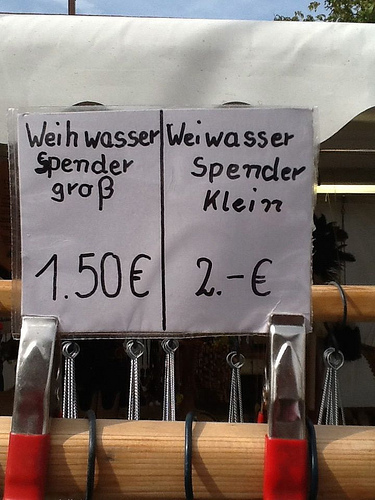 Weihwasser
Spender
groß
1.50€
Weiwasser
Spender
Klein
2.-€